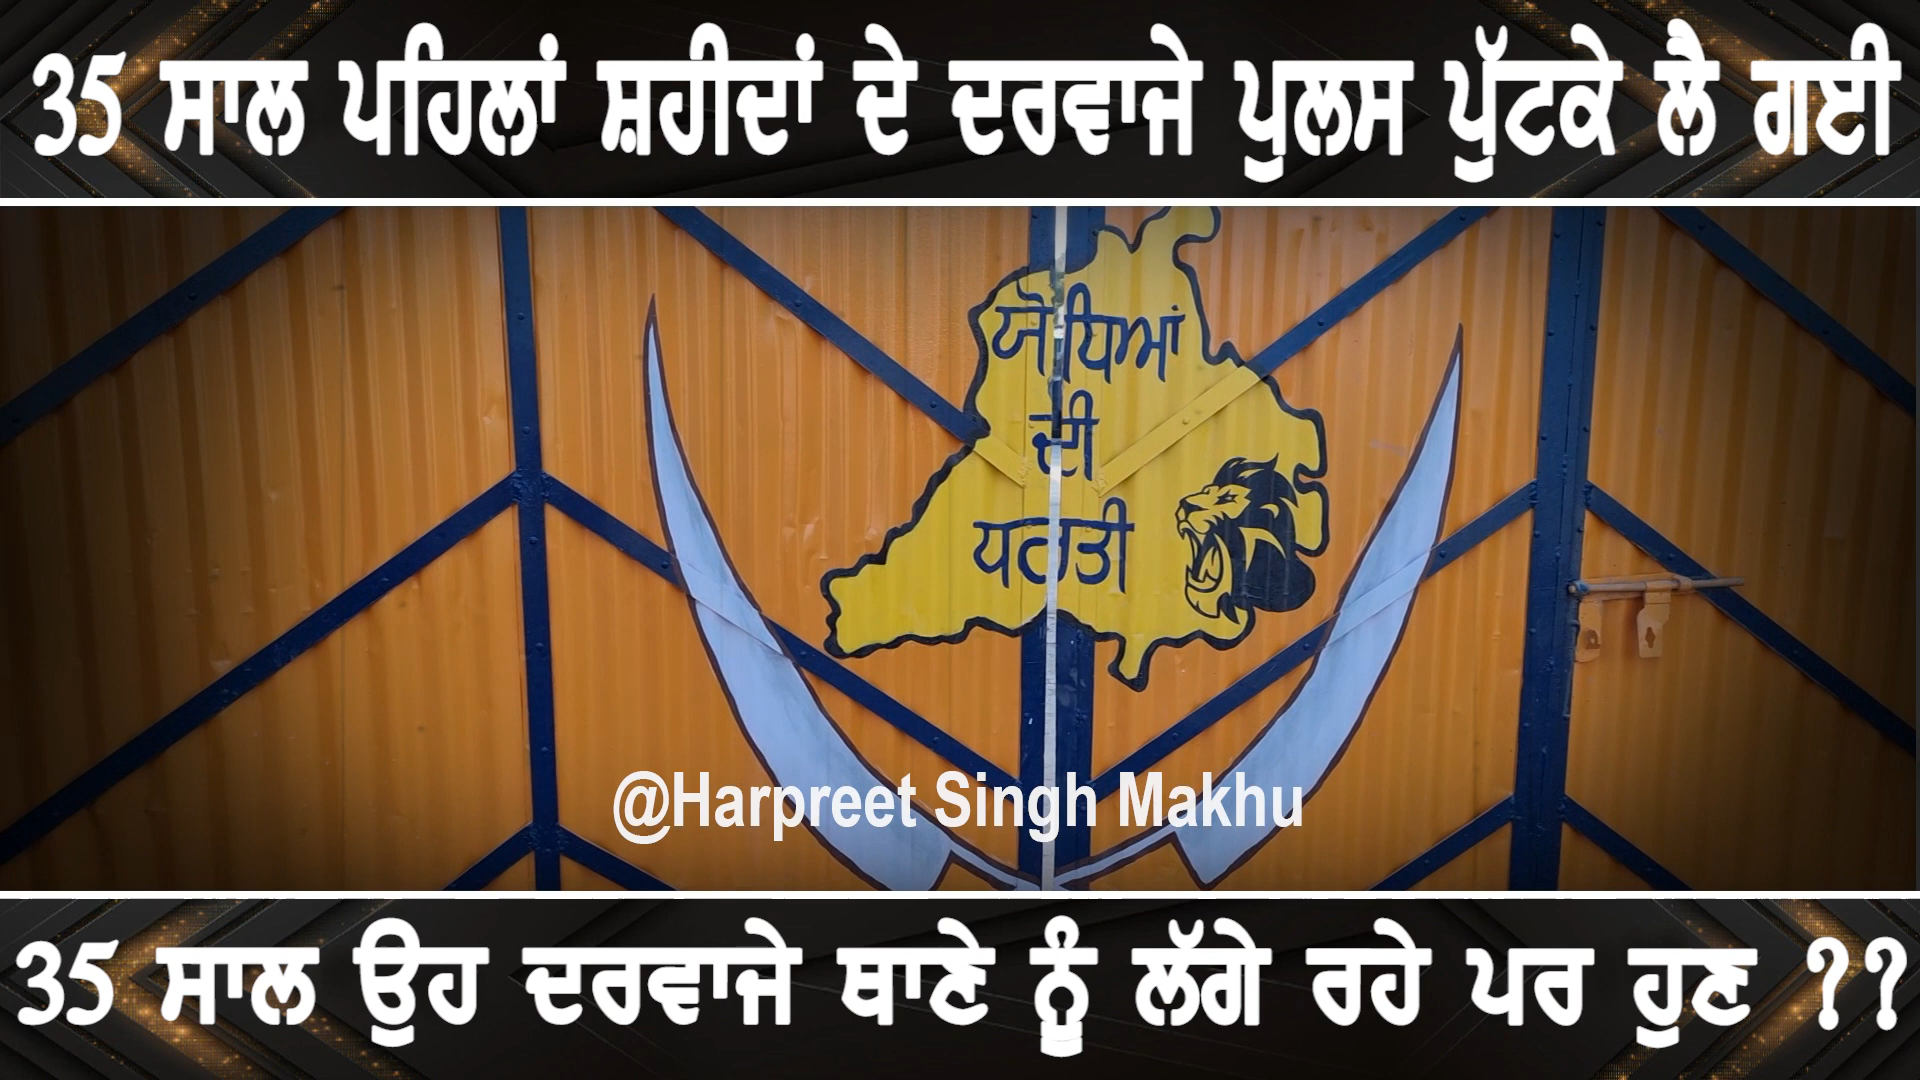 35 ਸਾਲ ਪਹਿਲਾਂ ਸ਼ਹੀਦਾਂ ਦੇ ਦਰਵਾਜੇ ਪੁਲਸ ਪੁੱਟਕੇ ਲੈ ਗਈ
ਯੋਧਿਆਂ
ਦੀ
ਧਰਤੀ
@Harpreet Singh Makhu
35 ਸਾਲ ਉਹ ਦਰਵਾਜੇ ਥਾਣੇ ਨੂੰ ਲੱਗੇ ਰਹੇ ਪਰ ਹੁਣ ??